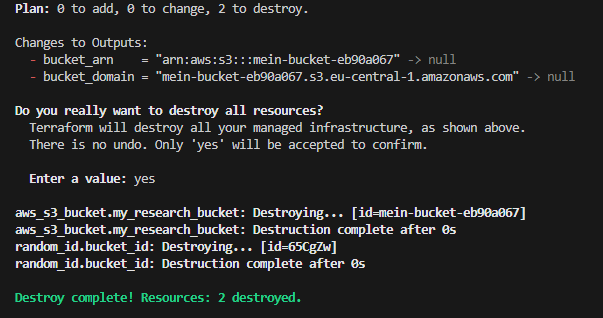 Plan: 0 to add, 0 to change, 2 to destroy.
Changes to Outputs:
- bucket_arn    = "arn:aws:s3:::mein-bucket-eb90a067" -> null
- bucket_domain = "mein-bucket-eb90a067.s3.eu-central-1.amazonaws.com" -> null
Do you really want to destroy all resources?
Terraform will destroy all your managed infrastructure, as shown above.
There is no undo. Only 'yes' will be accepted to confirm.
Enter a value: yes
aws_s3_bucket.my_research_bucket: Destroying... [id=mein-bucket-eb90a067]
aws_s3_bucket.my_research_bucket: Destruction complete after 0s
random_id.bucket_id: Destroying... [id=65CgZw]
random_id.bucket_id: Destruction complete after 0s
Destroy complete! Resources: 2 destroyed.